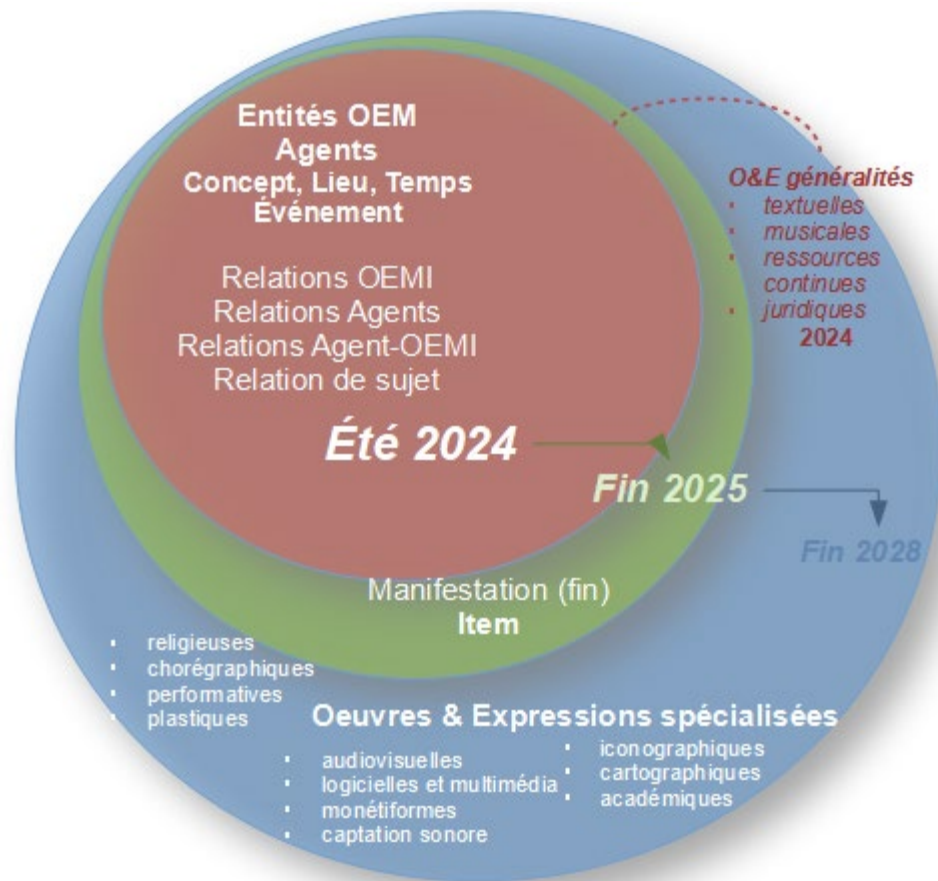 Entités OEM
Agents
Concept, Lieu, Temps
Événement
Relations OEMI
Relations Agents
Relations Agent-OEMI
Relation de sujet
Été 2024
O&E généralités
• textuelles
• musicales
• ressources
continues
• juridiques
2024
Fin 2025
Fin 2028
Manifestation (fin)
Item
• religieuses
• chorégraphiques
• performatives
• plastiques
Oeuvres & Expressions spécialisées
• audiovisuelles
• logicielles et multimédia
• monétiformes
• captation sonore
• iconographiques
• cartographiques
• académiques